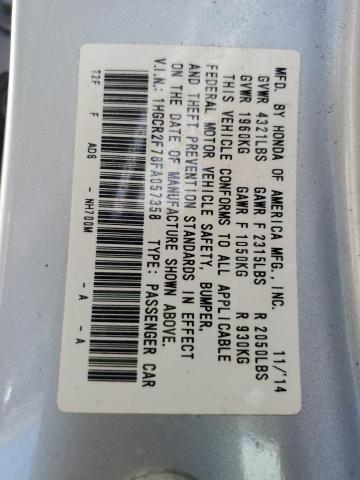 MFD. BY HONDA OF AMERICA MFG., INC. 11/'14
GVWR 4321LBS GAWR F 2315LBS R 2050LBS
GVWR 1960KG GAWR F 1050KG R 930KG
THIS VEHICLE CONFORMS TO ALL APPLICABLE
FEDERAL MOTOR VEHICLE SAFETY, BUMPER,
AND THEFT PREVENTION STANDARDS IN EFFECT
ON THE DATE OF MANUFACTURE SHOWN ABOVE.
V.I.N.: 1HGCR2F78FA057358 TYPE: PASSENGER CAR
T2F F AD6 - NH700M - A - A